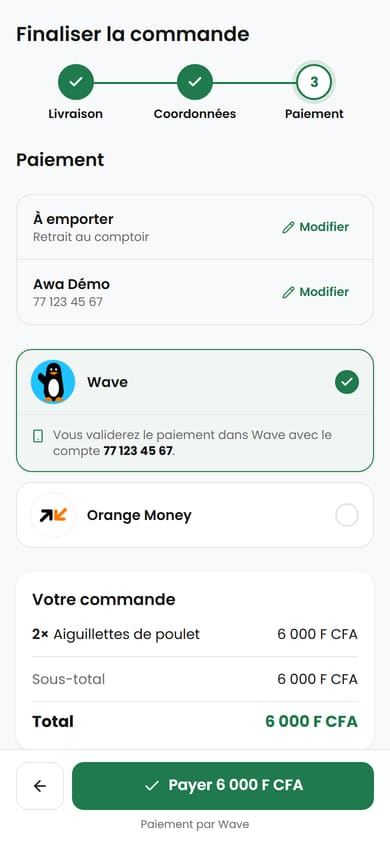 Finaliser la commande
3
Livraison
Coordonnées
Paiement
Paiement
À emporter
Retrait au comptoir
Modifier
Awa Démo
77 123 45 67
Modifier
Wave
Vous validerez le paiement dans Wave avec le
compte 77 123 45 67.
Orange Money
Votre commande
2× Aiguillettes de poulet 6 000 F CFA
Sous-total 6 000 F CFA
Total 6 000 F CFA
Payer 6 000 F CFA
Paiement par Wave